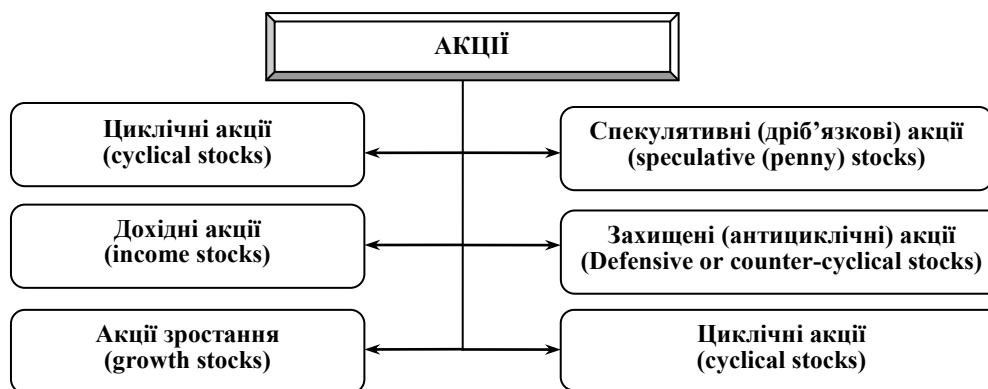 АКЦІЇ
Циклічні акції
(cyclical stocks)
Спекулятивні (дріб’язкові) акції
(speculative (penny) stocks)
Дохідні акції
(income stocks)
Захищені (антициклічні) акції
(Defensive or counter-cyclical stocks)
Акції зростання
(growth stocks)
Циклічні акції
(cyclical stocks)